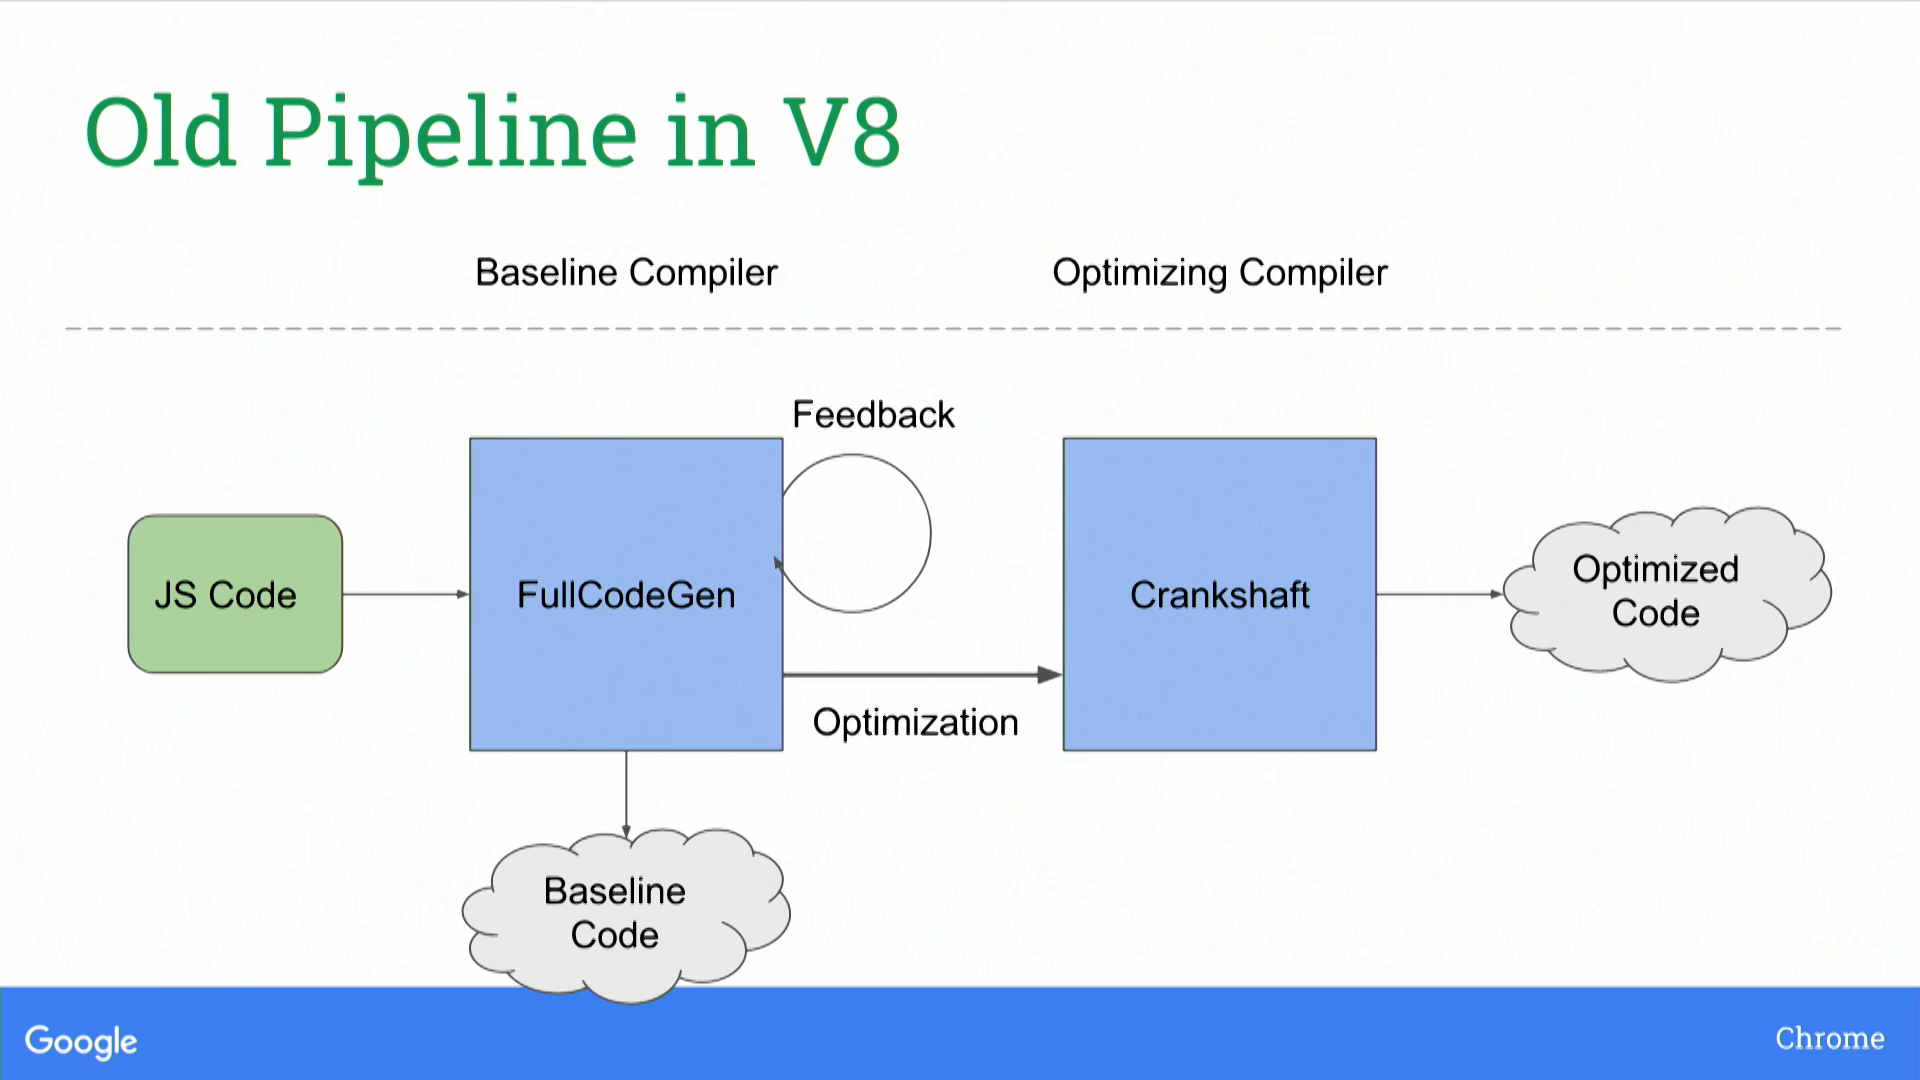 Old Pipeline in V8
Baseline Compiler
Optimizing Compiler
Feedback
JS Code
FullCodeGen
Crankshaft
Optimized
Code
Optimization
Baseline
Code
Google
Chrome